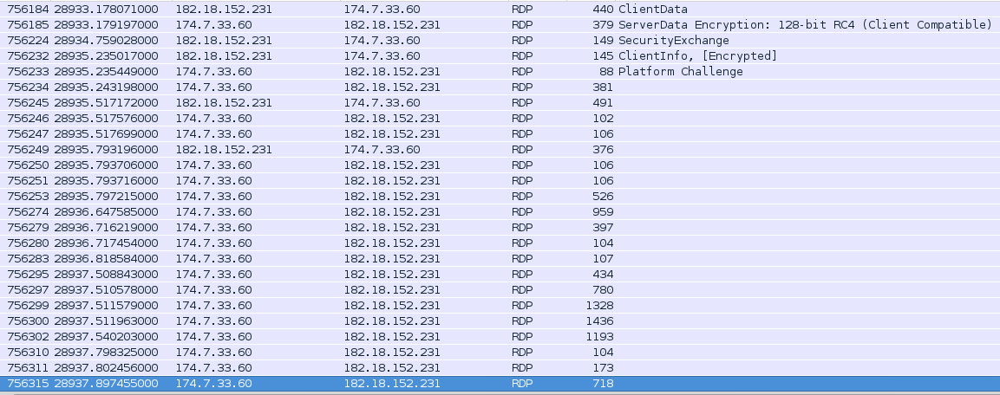 756184 28933.178071000 182.18.152.231 174.7.33.60 RDP 440 ClientData
756185 28933.179197000 174.7.33.60 182.18.152.231 RDP 379 ServerData Encryption: 128-bit RC4 (Client Compatible)
756224 28934.759028000 182.18.152.231 174.7.33.60 RDP 149 SecurityExchange
756232 28935.235017000 182.18.152.231 174.7.33.60 RDP 145 ClientInfo, [Encrypted]
756233 28935.235449000 174.7.33.60 182.18.152.231 RDP 88 Platform Challenge
756234 28935.243198000 174.7.33.60 182.18.152.231 RDP 381
756245 28935.517172000 182.18.152.231 174.7.33.60 RDP 491
756246 28935.517576000 174.7.33.60 182.18.152.231 RDP 102
756247 28935.517699000 174.7.33.60 182.18.152.231 RDP 106
756249 28935.793196000 182.18.152.231 174.7.33.60 RDP 376
756250 28935.793706000 174.7.33.60 182.18.152.231 RDP 106
756251 28935.793716000 174.7.33.60 182.18.152.231 RDP 106
756253 28935.797215000 174.7.33.60 182.18.152.231 RDP 526
756274 28936.647585000 174.7.33.60 182.18.152.231 RDP 959
756279 28936.716219000 174.7.33.60 182.18.152.231 RDP 397
756280 28936.717454000 174.7.33.60 182.18.152.231 RDP 104
756283 28936.818584000 174.7.33.60 182.18.152.231 RDP 107
756295 28937.508843000 174.7.33.60 182.18.152.231 RDP 434
756297 28937.510578000 174.7.33.60 182.18.152.231 RDP 780
756299 28937.511579000 174.7.33.60 182.18.152.231 RDP 1328
756300 28937.511963000 174.7.33.60 182.18.152.231 RDP 1436
756302 28937.540203000 174.7.33.60 182.18.152.231 RDP 1193
756310 28937.798325000 174.7.33.60 182.18.152.231 RDP 104
756311 28937.802456000 174.7.33.60 182.18.152.231 RDP 173
756315 28937.897455000 174.7.33.60 182.18.152.231 RDP 718